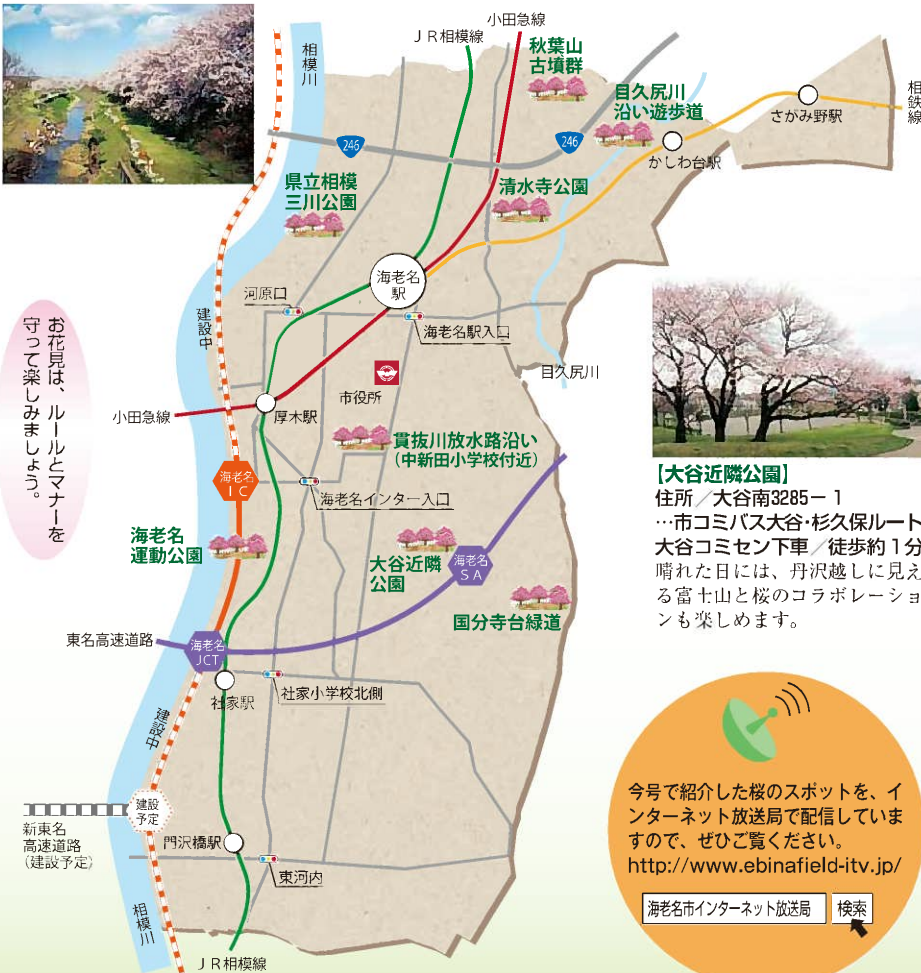 小田急線
JR相模線
相模川
秋葉山
古墳群
目久尻川
沿い遊歩道
相鉄線
さがみ野駅
246
246
かしわ台駅
県立相模
三川公園
清水寺公園
海老名
駅
河原口
建設中
海老名駅入口
目久尻川
お花見は、ルールとマナーを
守って楽しみましょう。
市役所
小田急線
厚木駅
貫抜川放水路沿い
(中新田小学校付近)
海老名
IC
海老名インター入口
海老名
運動公園
大谷近隣
公園
海老名
SA
国分寺台緑道
東名高速道路
海老名
JCT
社家駅
社家小学校北側
建設中
建設
予定
新東名
高速道路
(建設予定)
門沢橋駅
東河内
相模川
JR相模線
【大谷近隣公園】
住所/大谷南3285-1
…市コミバス大谷・杉久保ルート
大谷コミセン下車/徒歩約1分
晴れた日には、丹沢越しに見え
る富士山と桜のコラボレーショ
ンも楽しめます。
今号で紹介した桜のスポットを、イ
ンターネット放送局で配信していま
すので、ぜひご覧ください。
http://www.ebinafield-itv.jp/
海老名市インターネット放送局
検索